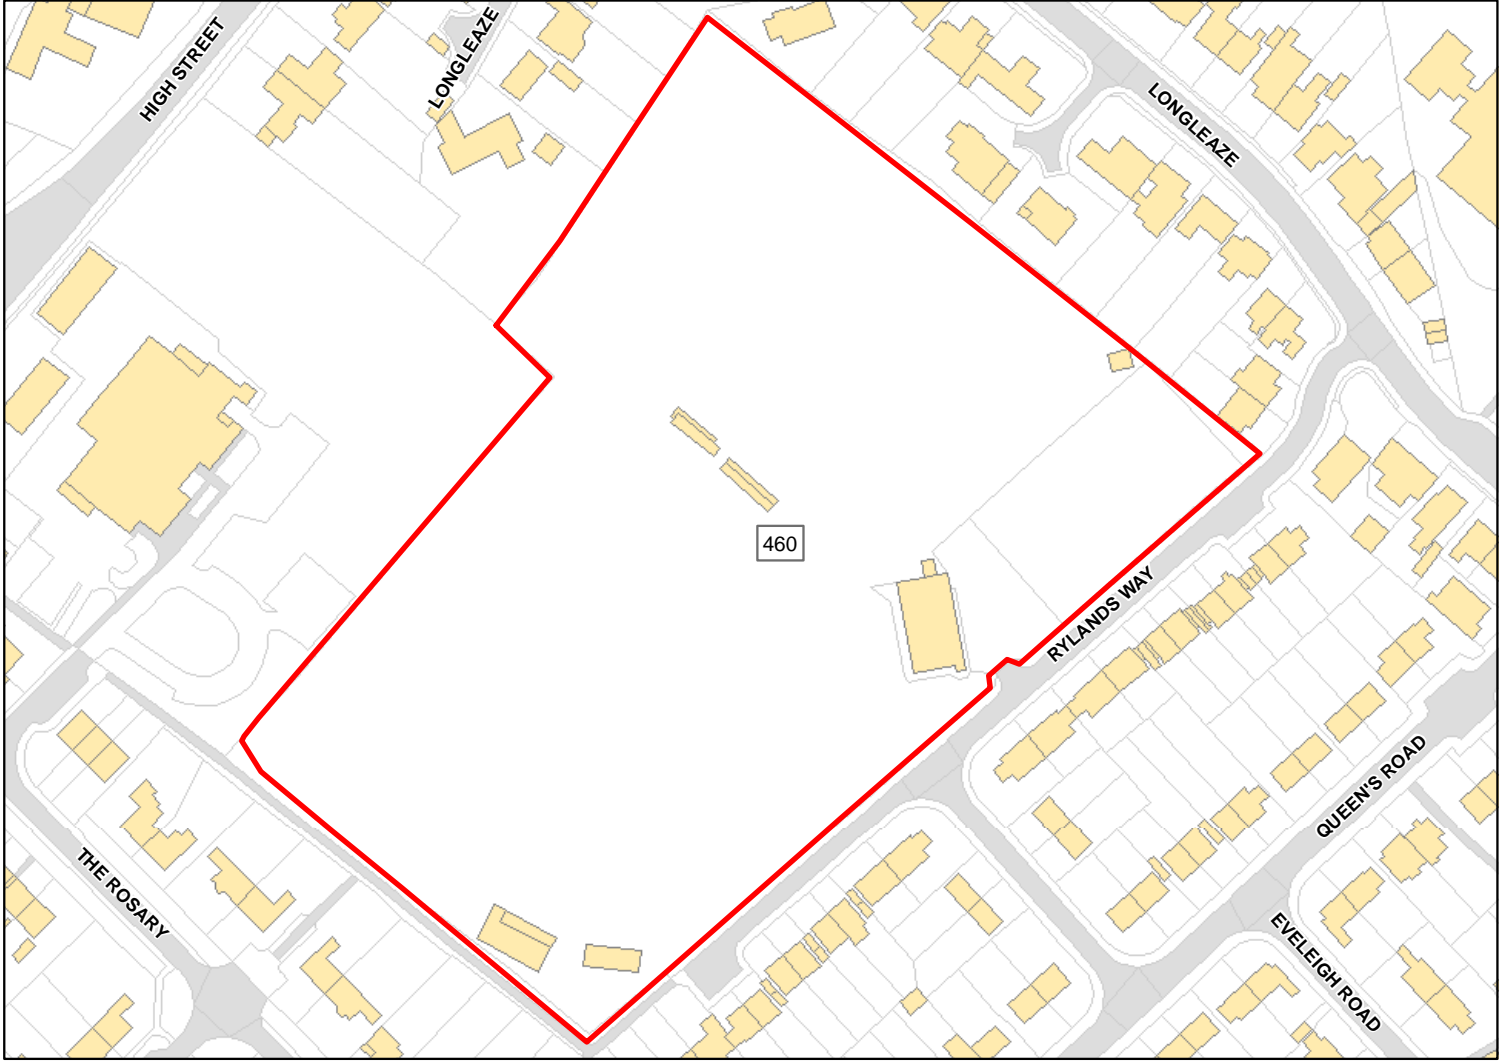 HIGH STREET
LONGLEAZE
LONGLEAZE
460
RYLANDS WAY
QUEEN'S ROAD
THE ROSARY
EVELEIGH ROAD